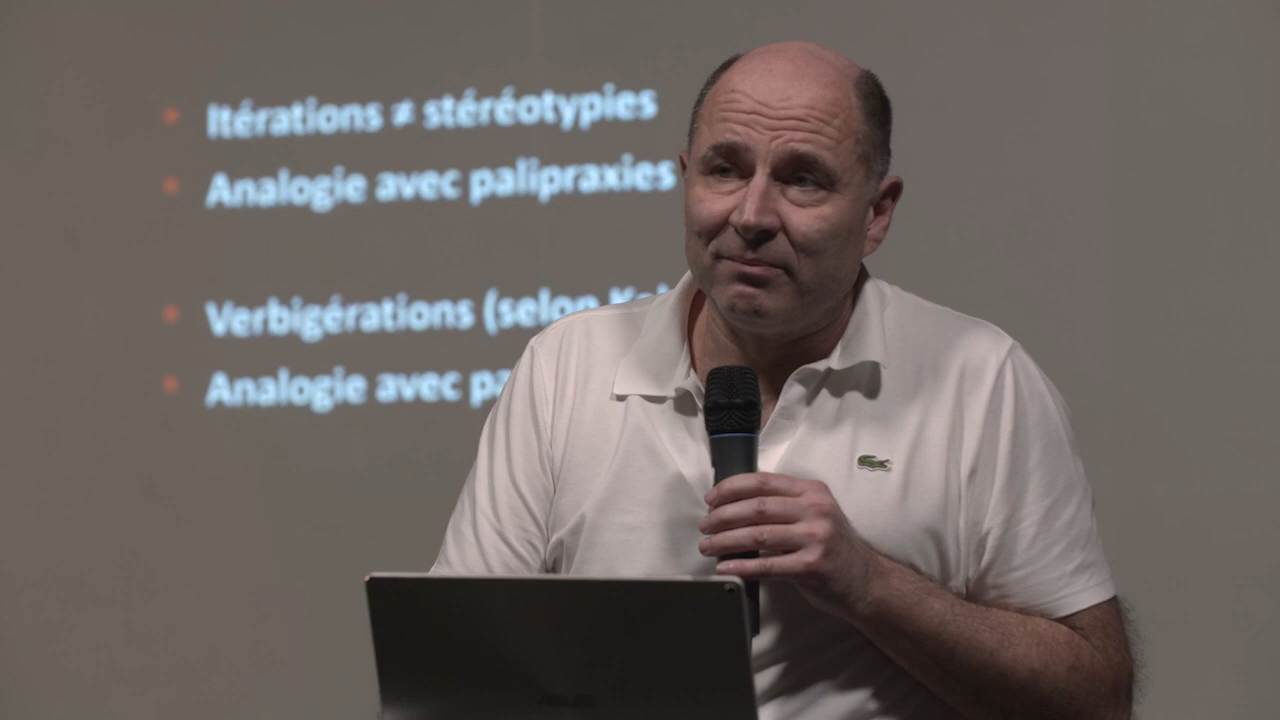 Itérations ≠ stéréotypies
Analogie avec palipraxies
Verbigérations (selon
Analogie avec